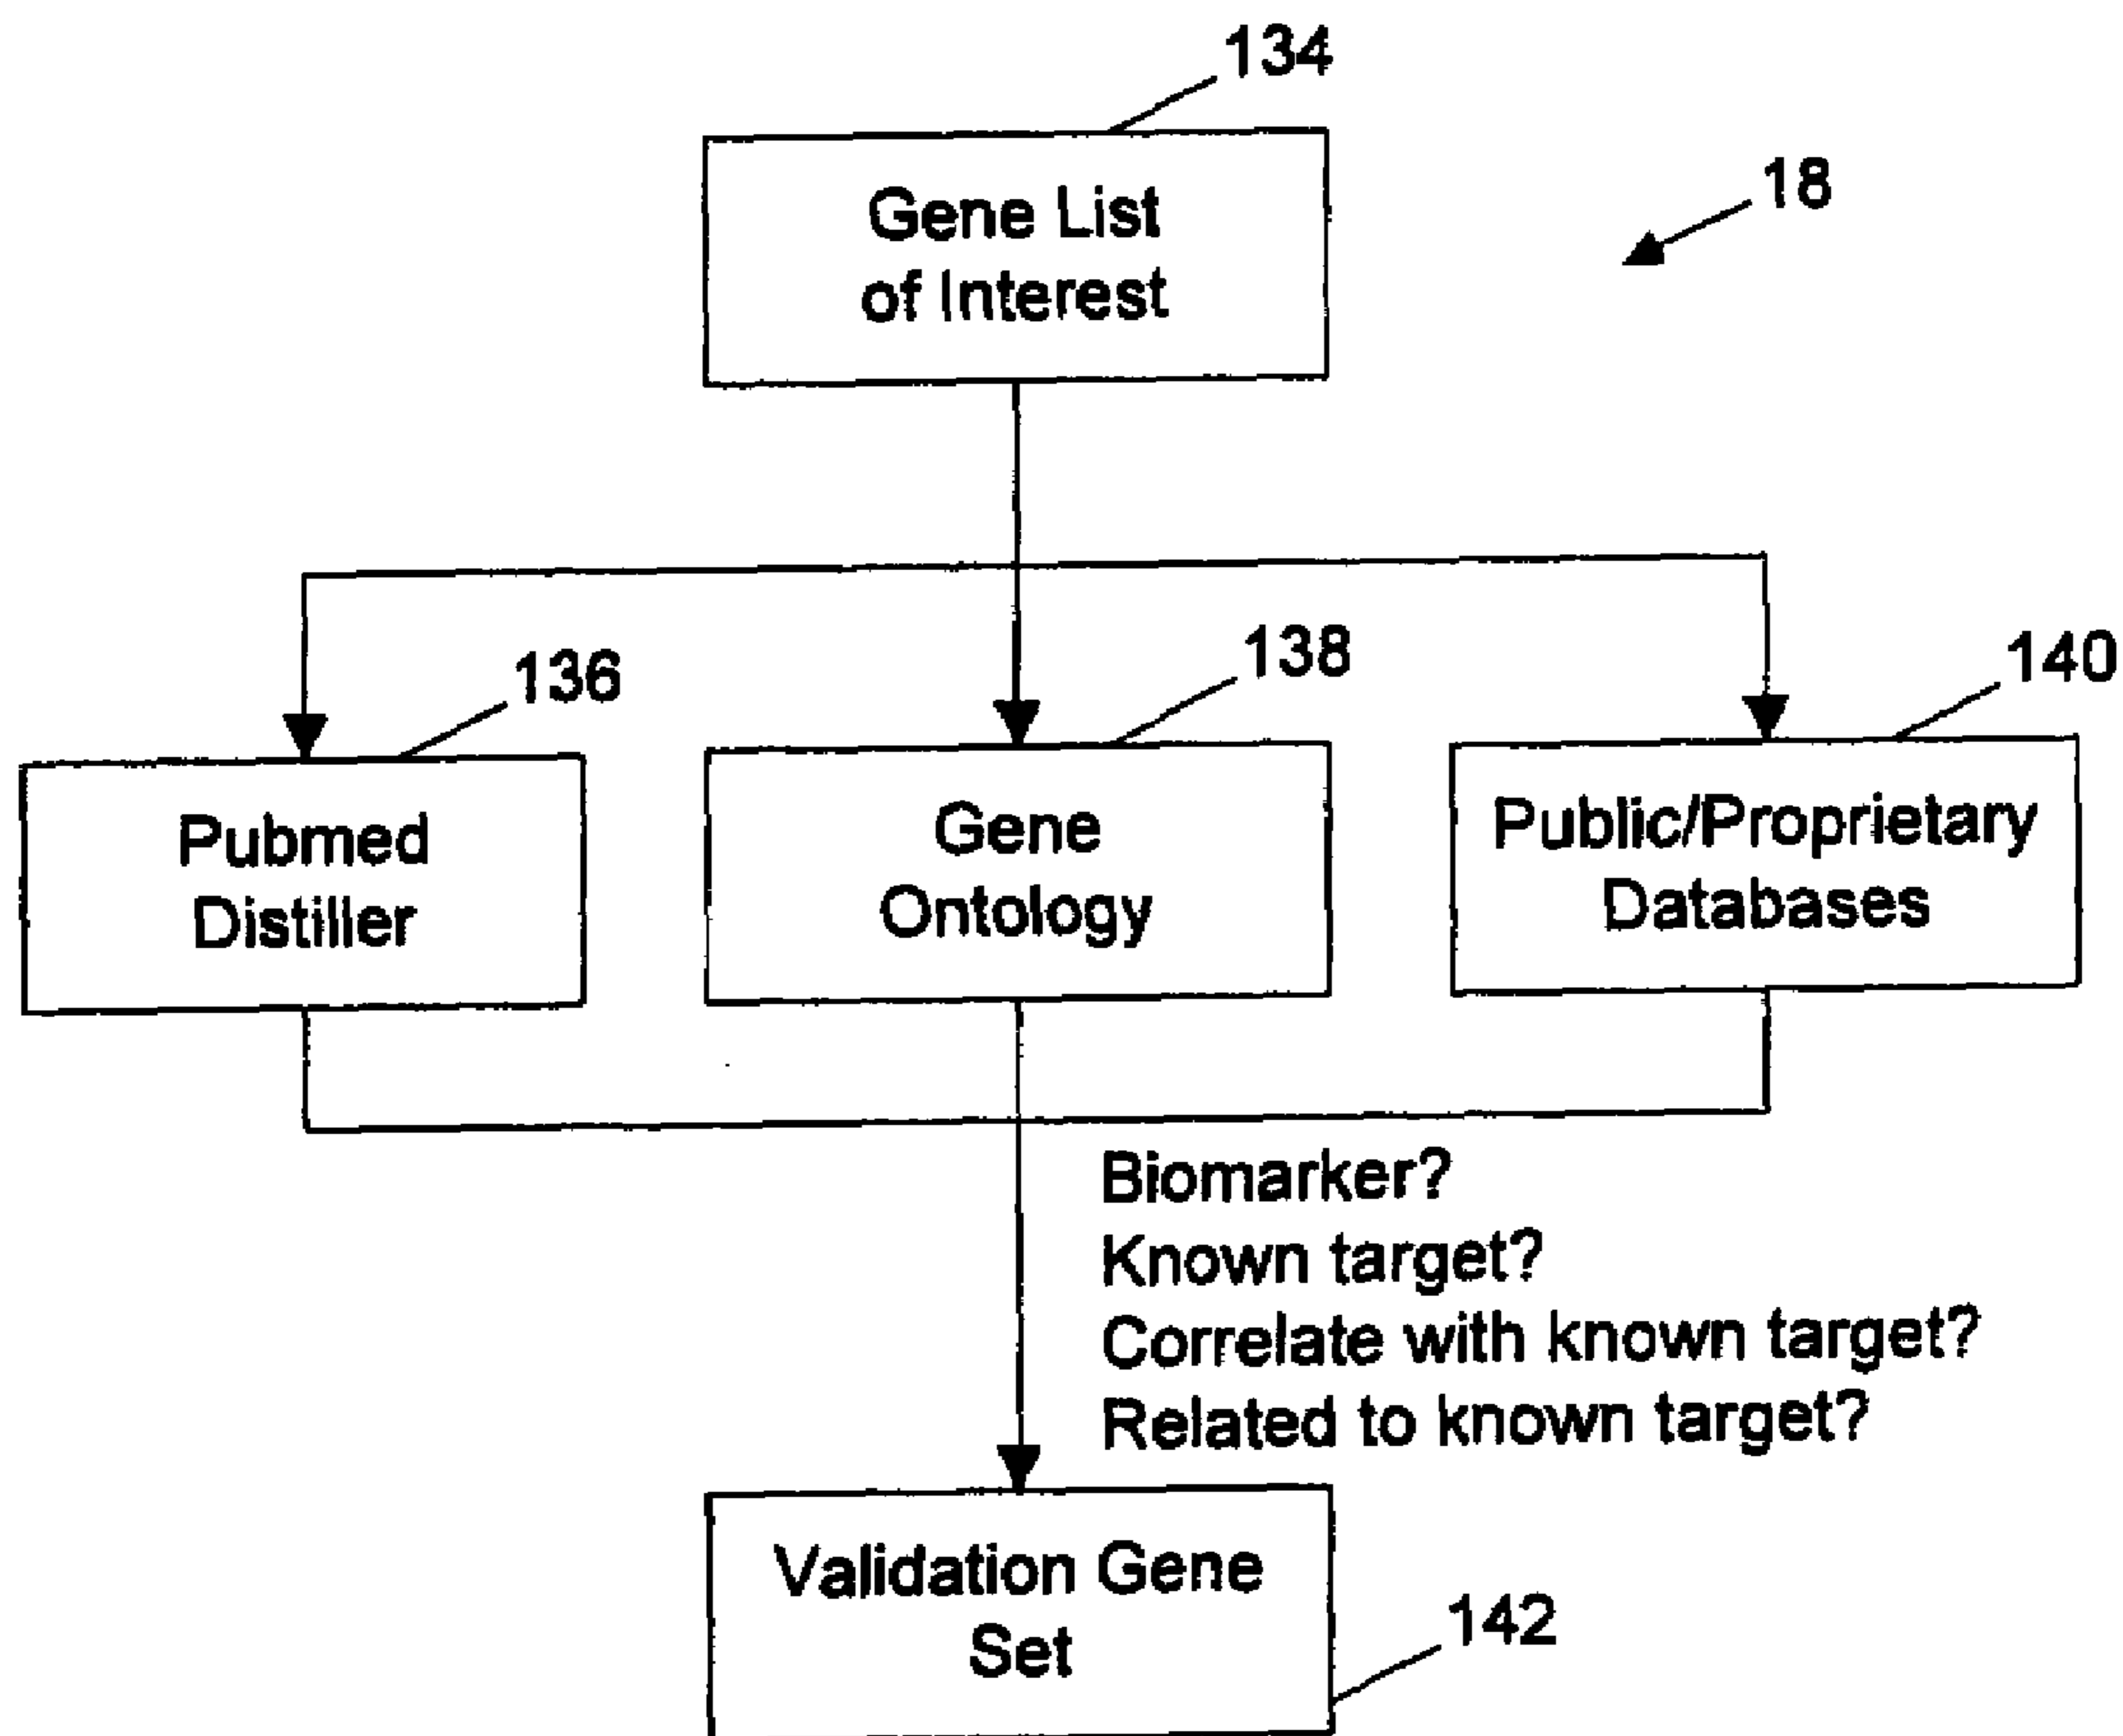 134
Gene List
of Interest
18
136
138
140
Pubmed
Distiller
Gene
Ontology
Public/Proprietary
Databases
Biomarker?
Known target?
Correlate with known target?
Related to known target?
Validation Gene
Set
142